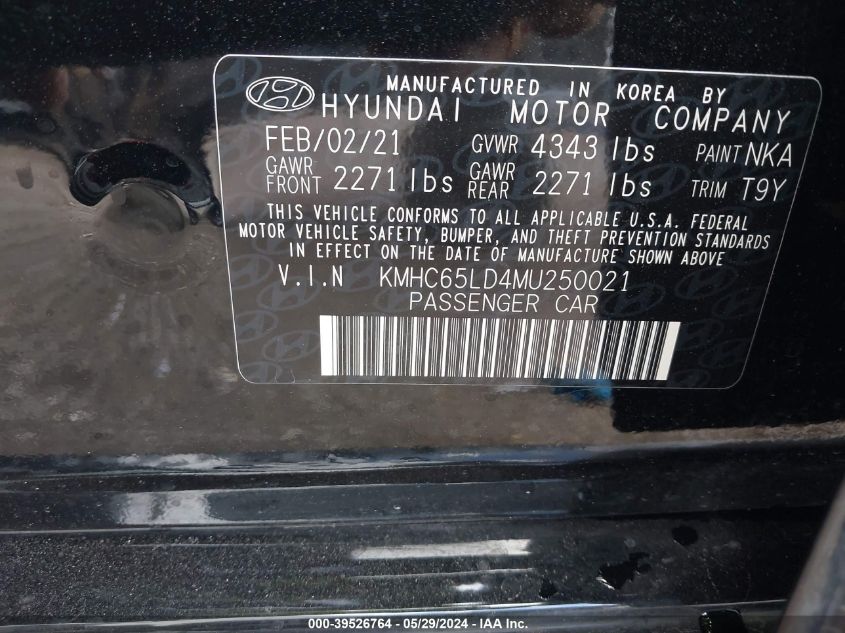 MANUFACTURED IN KOREA BY
HYUNDAI MOTOR COMPANY
FEB/02/21 GVWR 4343 lbs PAINT NKA
GAWR FRONT 2271 lbs GAWR REAR 2271 lbs TRIM T9Y
THIS VEHICLE CONFORMS TO ALL APPLICABLE U.S.A. FEDERAL
MOTOR VEHICLE SAFETY, BUMPER, AND THEFT PREVENTION STANDARDS
IN EFFECT ON THE DATE OF MANUFACTURE SHOWN ABOVE
V.I.N KMHC65LD4MU250021
PASSENGER CAR
000-39526764 - 05/29/2024 - IAA Inc.